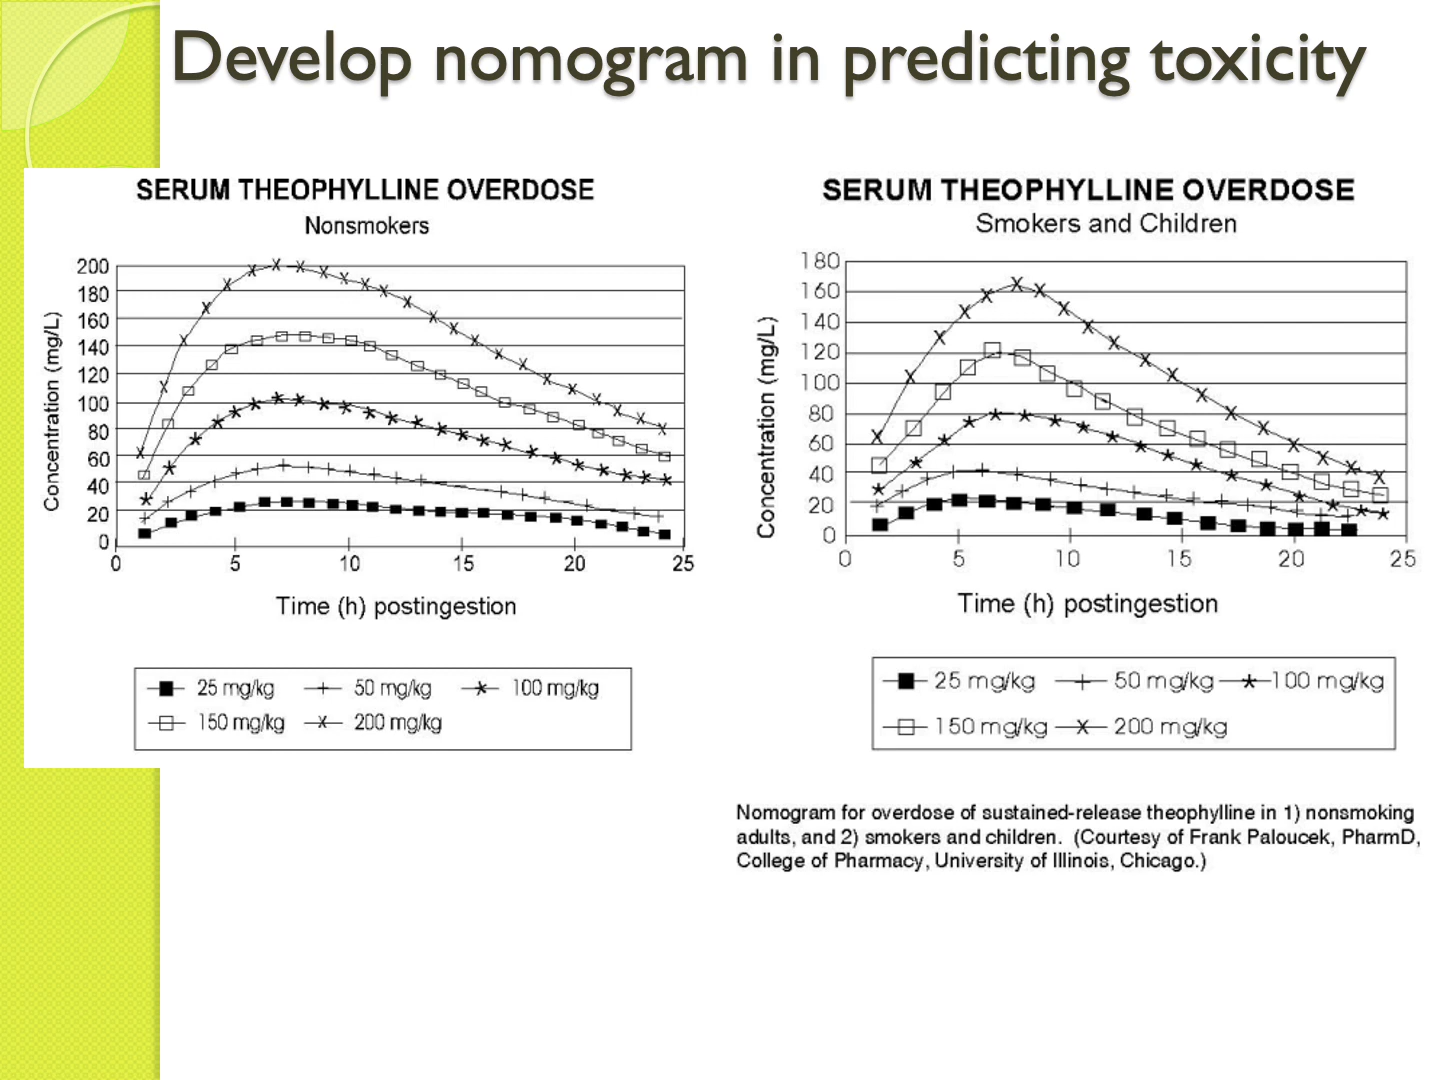 Develop nomogram in predicting toxicity
SERUM THEOPHYLLINE OVERDOSE
Nonsmokers
200
180
160
140
120
100
80
60
40
20
0
Concentration (mg/L)
0 5 10 15 20 25
Time (h) postingestion
25 mg/kg 50 mg/kg 100 mg/kg
150 mg/kg 200 mg/kg
SERUM THEOPHYLLINE OVERDOSE
Smokers and Children
180
160
140
120
100
80
60
40
20
0
Concentration (mg/L)
0 5 10 15 20 25
Time (h) postingestion
25 mg/kg 50 mg/kg 100 mg/kg
150 mg/kg 200 mg/kg
Nomogram for overdose of sustained-release theophylline in 1) nonsmoking
adults, and 2) smokers and children. (Courtesy of Frank Paloucek, PharmD,
College of Pharmacy, University of Illinois, Chicago.)